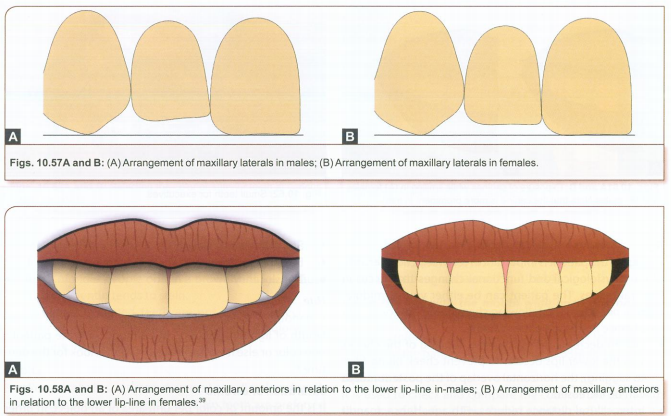 A
B
Figs. 10.57A and B: (A) Arrangement of maxillary laterals in males; (B) Arrangement of maxillary laterals in females.
A
B
Figs. 10.58A and B: (A) Arrangement of maxillary anteriors in relation to the lower lip-line in-males; (B) Arrangement of maxillary anteriors
in relation to the lower lip-line in females.³⁹